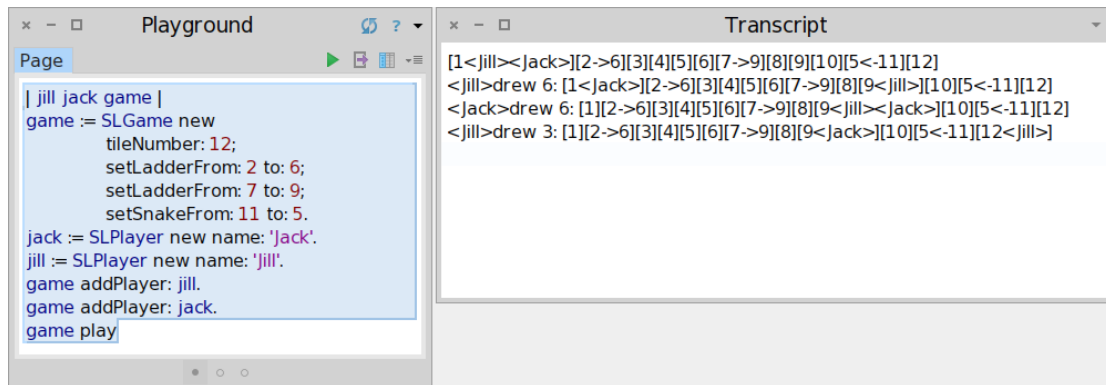 Playground
?
Page
| jill jack game |
game := SLGame new
tileNumber: 12;
setLadderFrom: 2 to: 6;
setLadderFrom: 7 to: 9;
setSnakeFrom: 11 to: 5.
jack := SLPlayer new name: 'Jack'.
jill := SLPlayer new name: 'Jill'.
game addPlayer: jill.
game addPlayer: jack.
game play
Transcript
[1<Jill><Jack>][2->6][3][4][5][6][7->9][8][9][10][5<-11][12]
<Jill>drew 6: [1<Jack>][2->6][3][4][5][6][7->9][8][9<Jill>][10][5<-11][12]
<Jack>drew 6: [1][2->6][3][4][5][6][7->9][8][9<Jill><Jack>][10][5<-11][12]
<Jill>drew 3: [1][2->6][3][4][5][6][7->9][8][9<Jack>][10][5<-11][12<Jill>]